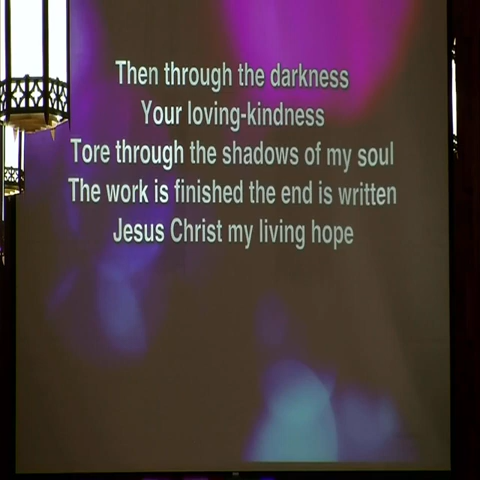 Then through the darkness
Your loving-kindness
Tore through the shadows of my soul
The work is finished the end is written
Jesus Christ my living hope